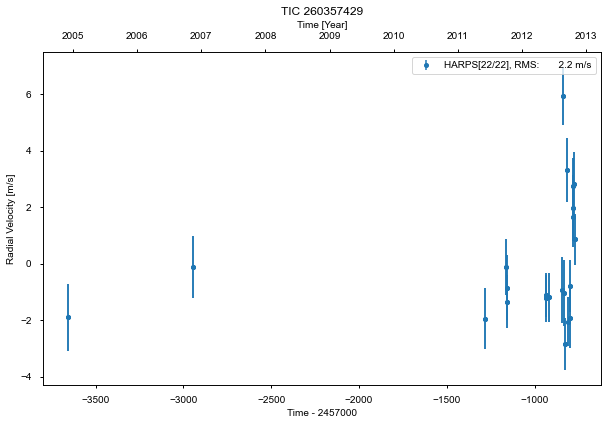 TIC 260357429
Time [Year]
2005 2006 2007 2008 2009 2010 2011 2012 2013
HARPS[22/22], RMS: 2.2 m/s
Radial Velocity [m/s]
6
4
2
0
−2
−4
−3500 −3000 −2500 −2000 −1500 −1000
Time - 2457000